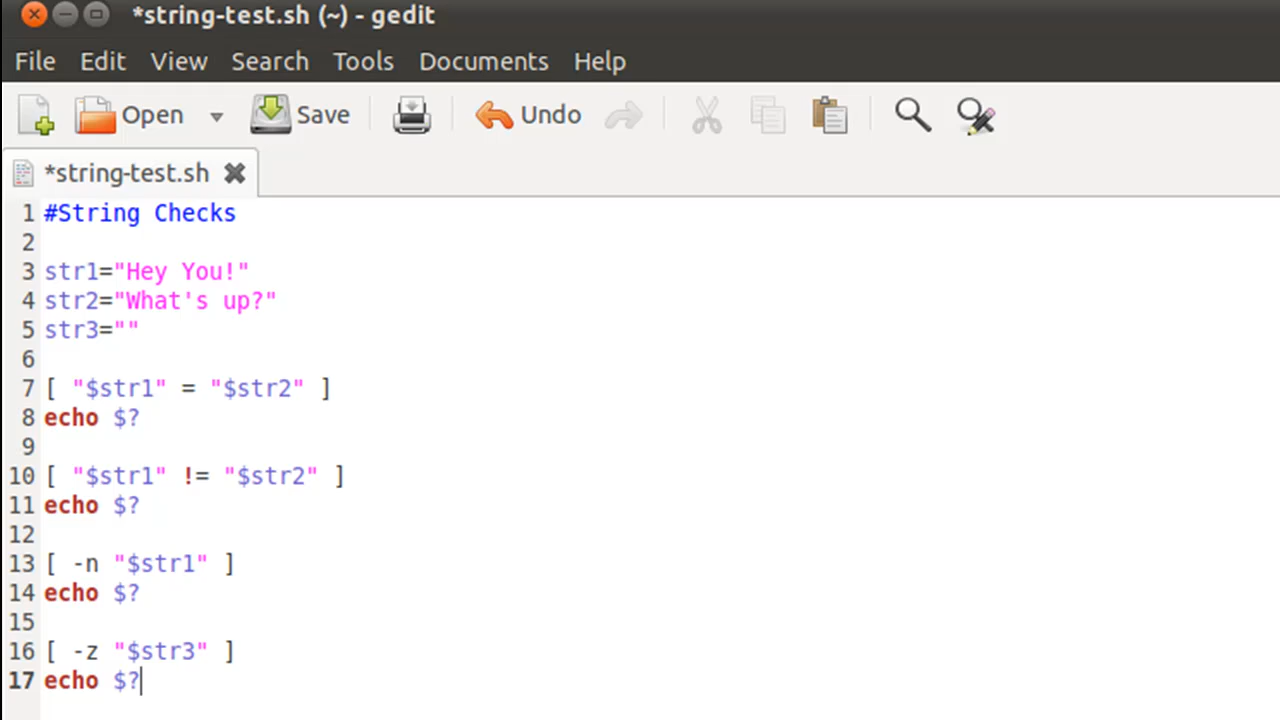 *string-test.sh (~) - gedit
File Edit View Search Tools Documents Help
Open Save Undo
*string-test.sh
1 #String Checks
2
3 str1="Hey You!"
4 str2="What's up?"
5 str3=""
6
7 [ "$str1" = "$str2" ]
8 echo $?
9
10 [ "$str1" != "$str2" ]
11 echo $?
12
13 [ -n "$str1" ]
14 echo $?
15
16 [ -z "$str3" ]
17 echo $?